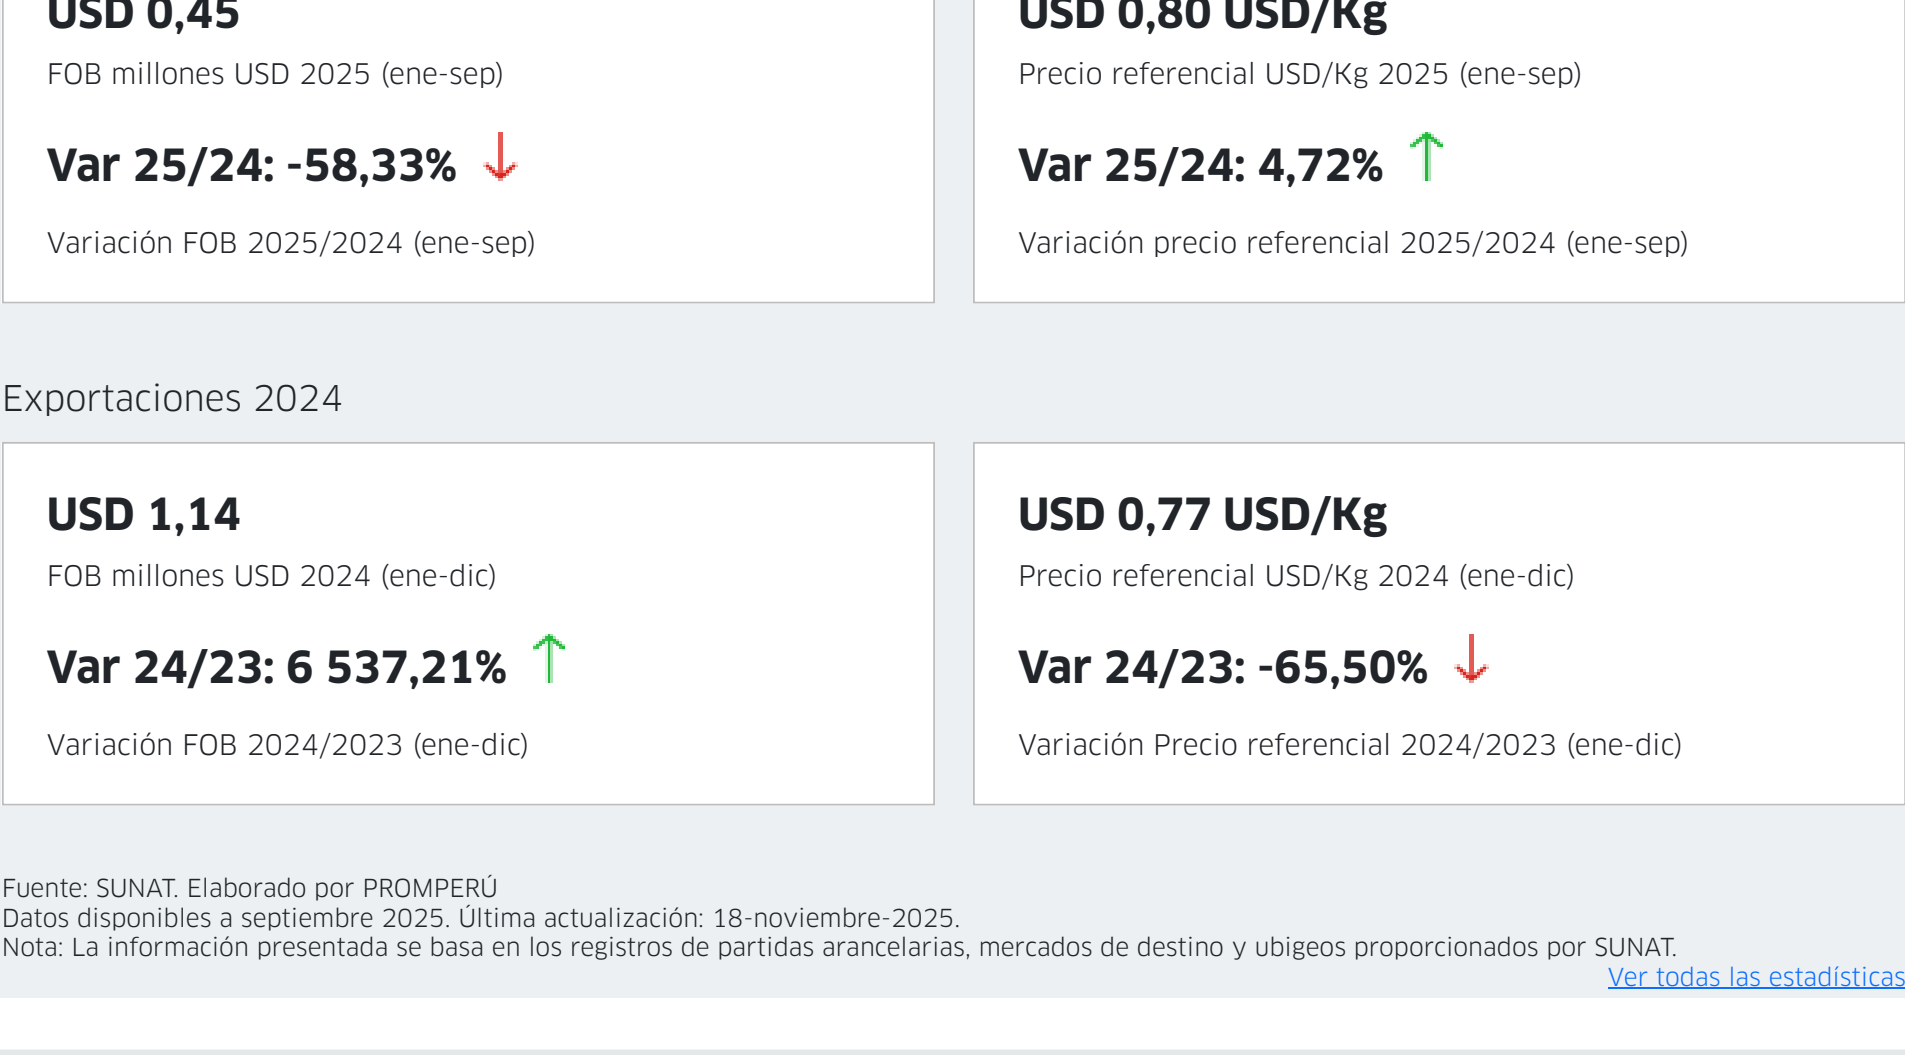 USD 0,45
FOB millones USD 2025 (ene-sep)
Var 25/24: -58,33%
Variación FOB 2025/2024 (ene-sep)
USD 0,80 USD/Kg
Precio referencial USD/Kg 2025 (ene-sep)
Var 25/24: 4,72%
Variación precio referencial 2025/2024 (ene-sep)
Exportaciones 2024
USD 1,14
FOB millones USD 2024 (ene-dic)
Var 24/23: 6 537,21%
Variación FOB 2024/2023 (ene-dic)
USD 0,77 USD/Kg
Precio referencial USD/Kg 2024 (ene-dic)
Var 24/23: -65,50%
Variación Precio referencial 2024/2023 (ene-dic)
Fuente: SUNAT. Elaborado por PROMPERÚ
Datos disponibles a septiembre 2025. Última actualización: 18-noviembre-2025.
Nota: La información presentada se basa en los registros de partidas arancelarias, mercados de destino y ubigeos proporcionados por SUNAT.
Ver todas las estadísticas